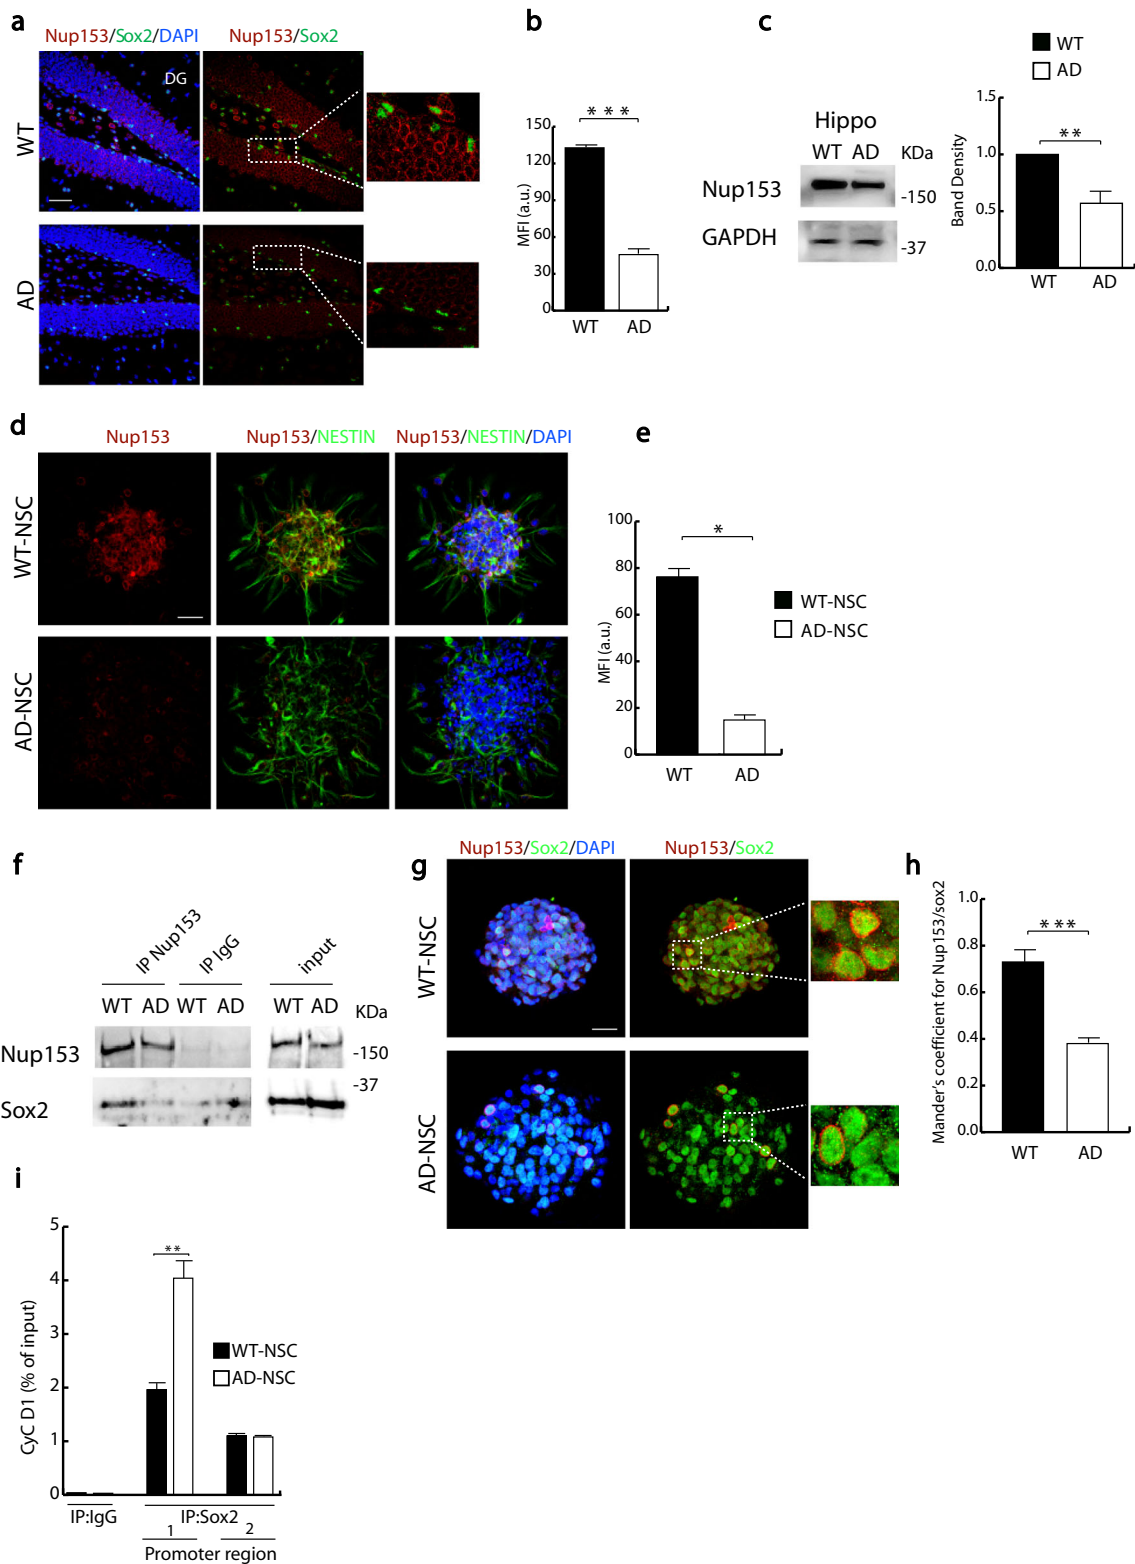 a
Nup153/Sox2/DAPI
Nup153/Sox2
DG
WT
AD
b
* * *
150
120
90
60
30
0
MFI (a.u.)
WT AD
c
WT
AD
Hippo
WT AD KDa
Nup153
-150
GAPDH
-37
1.5
1.0
0.5
0.0
Band Density
**
WT AD
d
Nup153
Nup153/NESTIN
Nup153/NESTIN/DAPI
WT-NSC
AD-NSC
e
100
80
60
40
20
0
MFI (a.u.)
*
WT AD
WT-NSC
AD-NSC
f
IP Nup153
IP IgG
input
WT AD WT AD WT AD KDa
Nup153
-150
-37
Sox2
g
Nup153/Sox2/DAPI
Nup153/Sox2
WT-NSC
AD-NSC
h
1.0
0.8
0.6
0.4
0.2
0.0
Mander's coefficient for Nup153/sox2
***
WT AD
i
5
4
3
2
1
0
CyC D1 (% of input)
**
WT-NSC
AD-NSC
IP:IgG
IP:Sox2
1 2
Promoter region